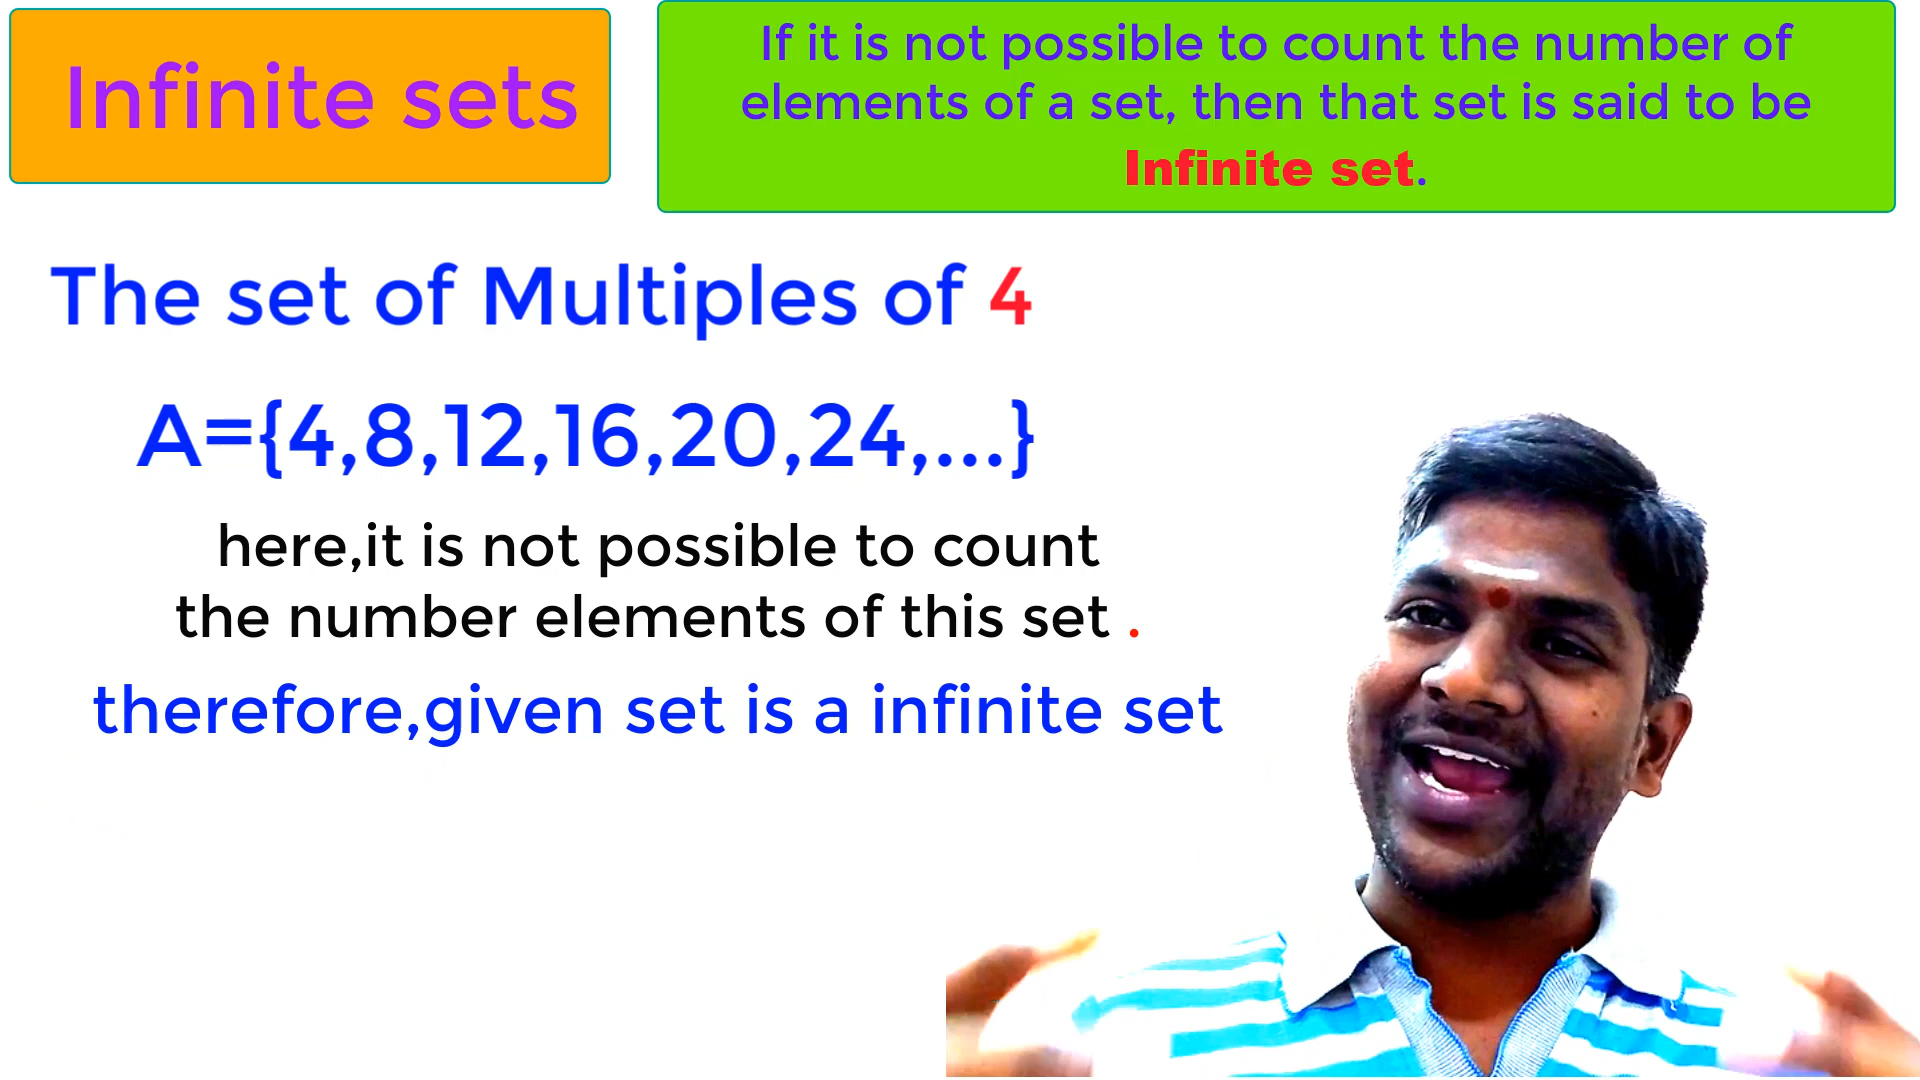 Infinite sets
If it is not possible to count the number of
elements of a set, then that set is said to be
Infinite set.
The set of Multiples of 4
A={4,8,12,16,20,24,...}
here,it is not possible to count
the number elements of this set .
therefore,given set is a infinite set